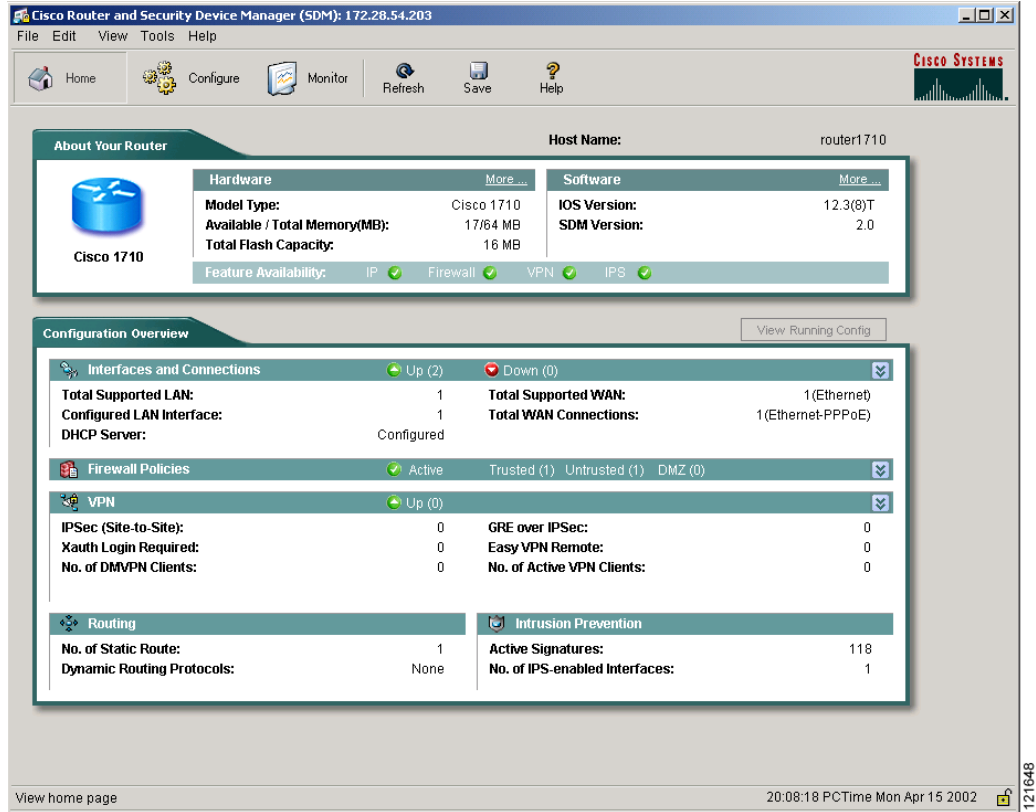 Cisco Router and Security Device Manager (SDM): 172.28.54.203
File Edit View Tools Help
Home Configure Monitor Refresh Save Help
CISCO SYSTEMS
About Your Router
Host Name: router1710
Cisco 1710
Hardware More ...
Model Type: Cisco 1710
Available / Total Memory(MB): 17/64 MB
Total Flash Capacity: 16 MB
Software More ...
IOS Version: 12.3(8)T
SDM Version: 2.0
Feature Availability: IP Firewall VPN IPS
Configuration Overview
View Running Config
Interfaces and Connections Up (2) Down (0)
Total Supported LAN: 1 Total Supported WAN: 1(Ethernet)
Configured LAN Interface: 1 Total WAN Connections: 1(Ethernet-PPPoE)
DHCP Server: Configured
Firewall Policies Active Trusted (1) Untrusted (1) DMZ (0)
VPN Up (0)
IPSec (Site-to-Site): 0 GRE over IPSec: 0
Xauth Login Required: 0 Easy VPN Remote: 0
No. of DMVPN Clients: 0 No. of Active VPN Clients: 0
Routing
No. of Static Route: 1
Dynamic Routing Protocols: None
Intrusion Prevention
Active Signatures: 118
No. of IPS-enabled Interfaces: 1
View home page
20:08:18 PCTime Mon Apr 15 2002
121648